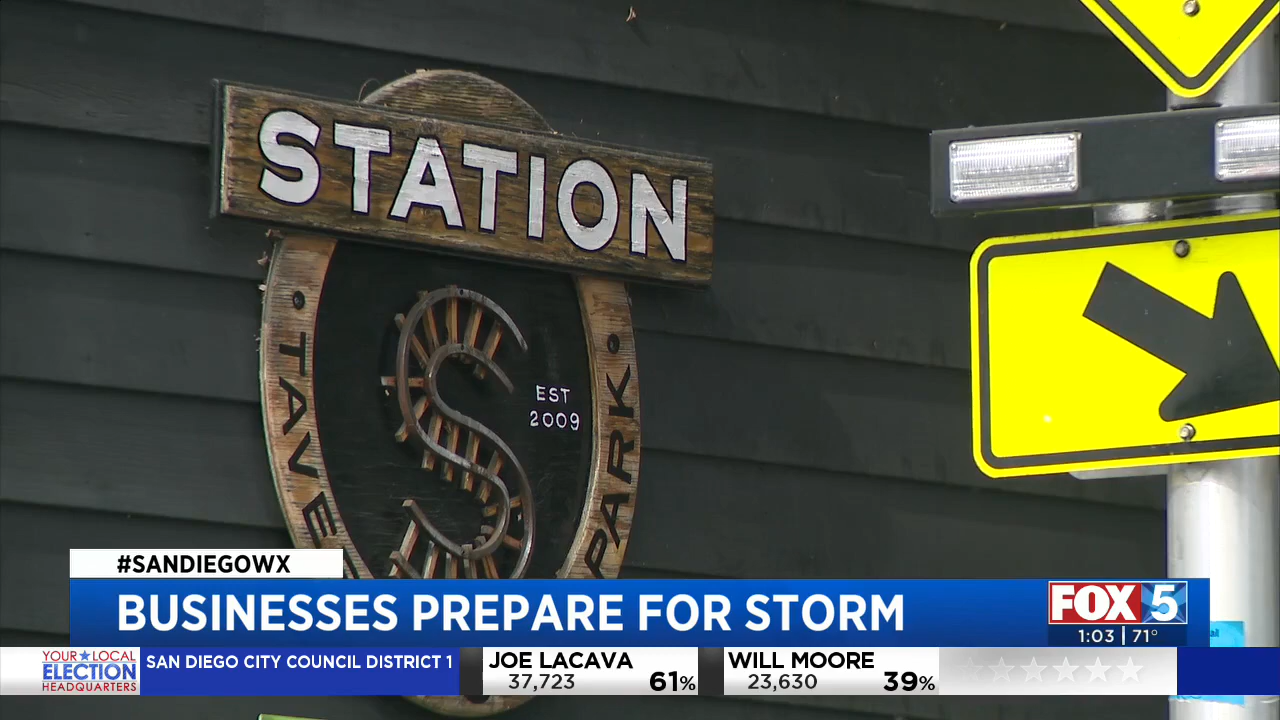 STATION
S
EST
2009
PARK
#SANDIEGOWX
BUSINESSES PREPARE FOR STORM
FOX 5
1:03 | 71°
YOUR LOCAL
ELECTION
HEADQUARTERS
SAN DIEGO CITY COUNCIL DISTRICT 1
JOE LACAVA
37,723 61%
WILL MOORE
23,630 39%